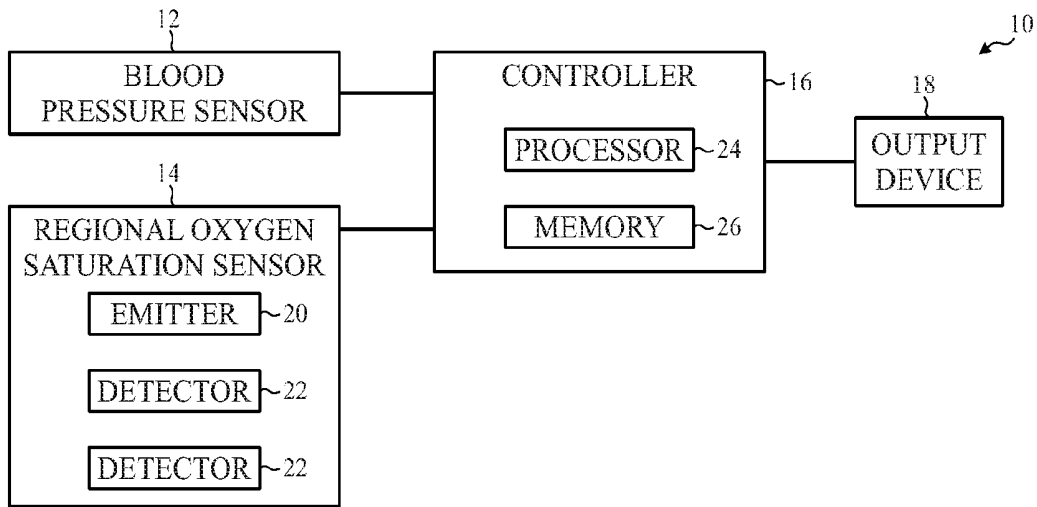 12
BLOOD
PRESSURE SENSOR
14
REGIONAL OXYGEN
SATURATION SENSOR
EMITTER 20
DETECTOR 22
DETECTOR 22
CONTROLLER
16
PROCESSOR 24
MEMORY 26
10
18
OUTPUT
DEVICE